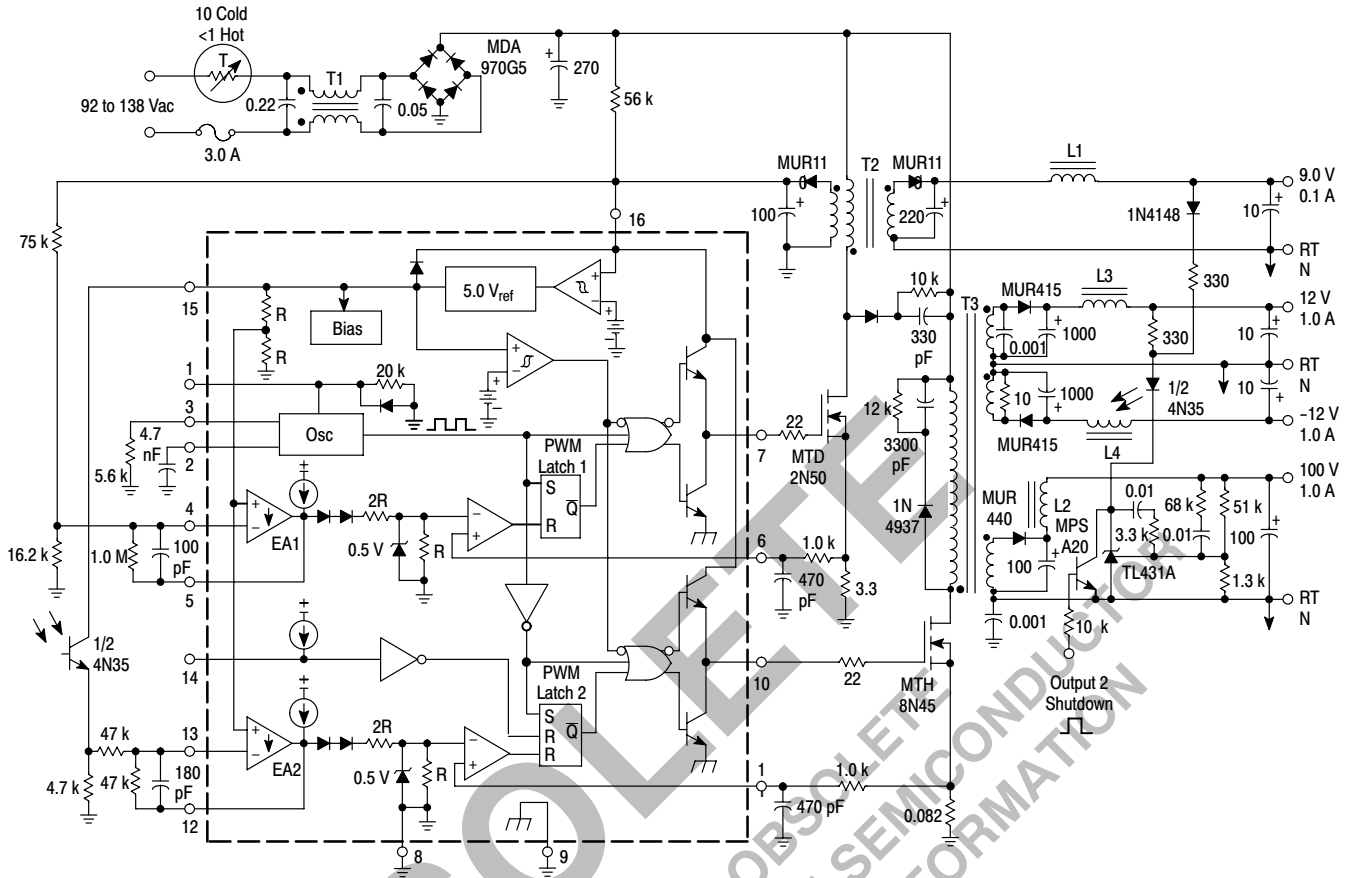 10 Cold
<1 Hot
T
92 to 138 Vac
3.0 A
0.22
T1
0.05
MDA
970G5
+
270
56 k
MUR11
T2
MUR11
100
+
220
+
L1
9.0 V
0.1 A
1N4148
10
+
RT
N
330
75 k
16
15
R
R
Bias
5.0 Vref
+
–
+
–
10 k
330
pF
T3
MUR415
0.001
1000
+
L3
12 V
1.0 A
330
10
+
RT
N
10
1000
+
10
+
MUR415
L4
–12 V
1.0 A
1/2
4N35
1
20 k
3
Osc
4.7
nF
2
5.6 k
PWM
Latch 1
S
R
Q
7
22
MTD
2N50
12 k
3300
pF
1N
4937
MUR
440
L2
MPS
A20
100
+
0.01
3.3 k
68 k
0.01
51 k
100
+
100 V
1.0 A
TL431A
1.3 k
RT
N
0.001
10 k
Output 2
Shutdown
4
16.2 k
1.0 M
100
pF
5
+
–
EA1
2R
0.5 V
R
–
+
6
1.0 k
470
pF
3.3
1/2
4N35
14
PWM
Latch 2
S
R
R
Q
10
22
MTH
8N45
47 k
13
4.7 k
47 k
180
pF
12
+
–
EA2
2R
0.5 V
R
–
+
1
1
1.0 k
470 pF
0.082
8
9
OBSOLETE
OBSOLETE
SEMICONDUCTOR
FORMATION